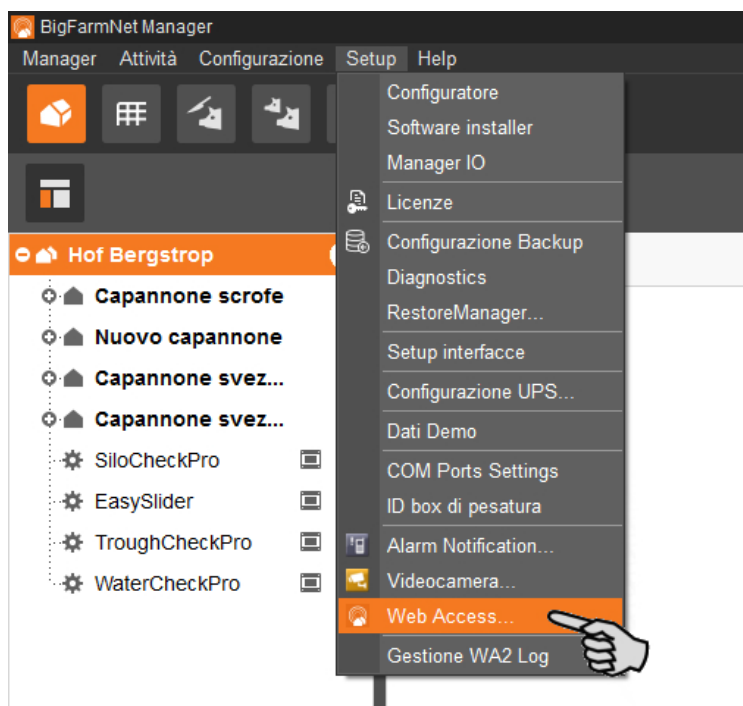 BigFarmNet Manager
Manager Attività Configurazione Setup Help
Configuratore
Software installer
Manager IO
Licenze
Configurazione Backup
Diagnostics
RestoreManager...
Setup interfacce
Configurazione UPS...
Dati Demo
COM Ports Settings
ID box di pesatura
Alarm Notification...
Videocamera...
Web Access...
Gestione WA2 Log
Hof Bergstrop
Capannone scrofe
Nuovo capannone
Capannone svez...
Capannone svez...
SiloCheckPro
EasySlider
TroughCheckPro
WaterCheckPro